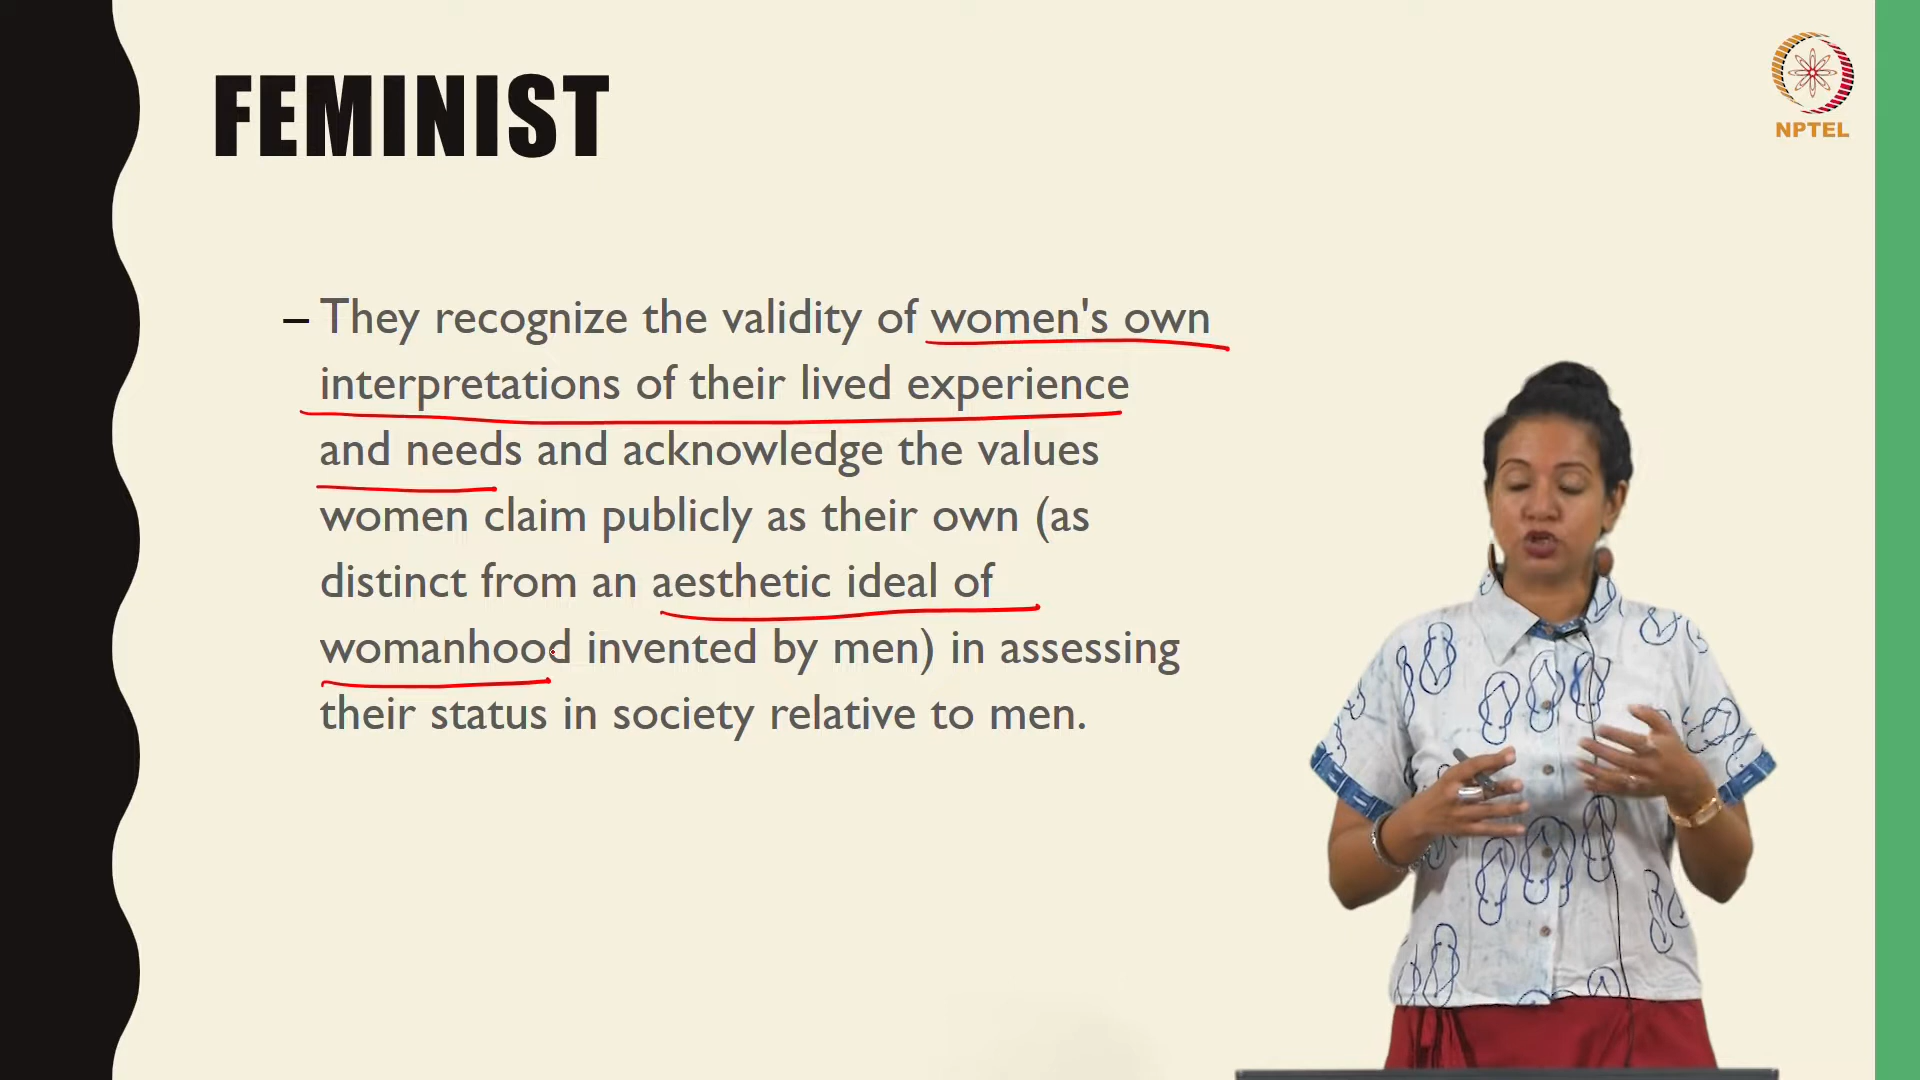 FEMINIST
NPTEL
– They recognize the validity of women's own
interpretations of their lived experience
and needs and acknowledge the values
women claim publicly as their own (as
distinct from an aesthetic ideal of
womanhood invented by men) in assessing
their status in society relative to men.